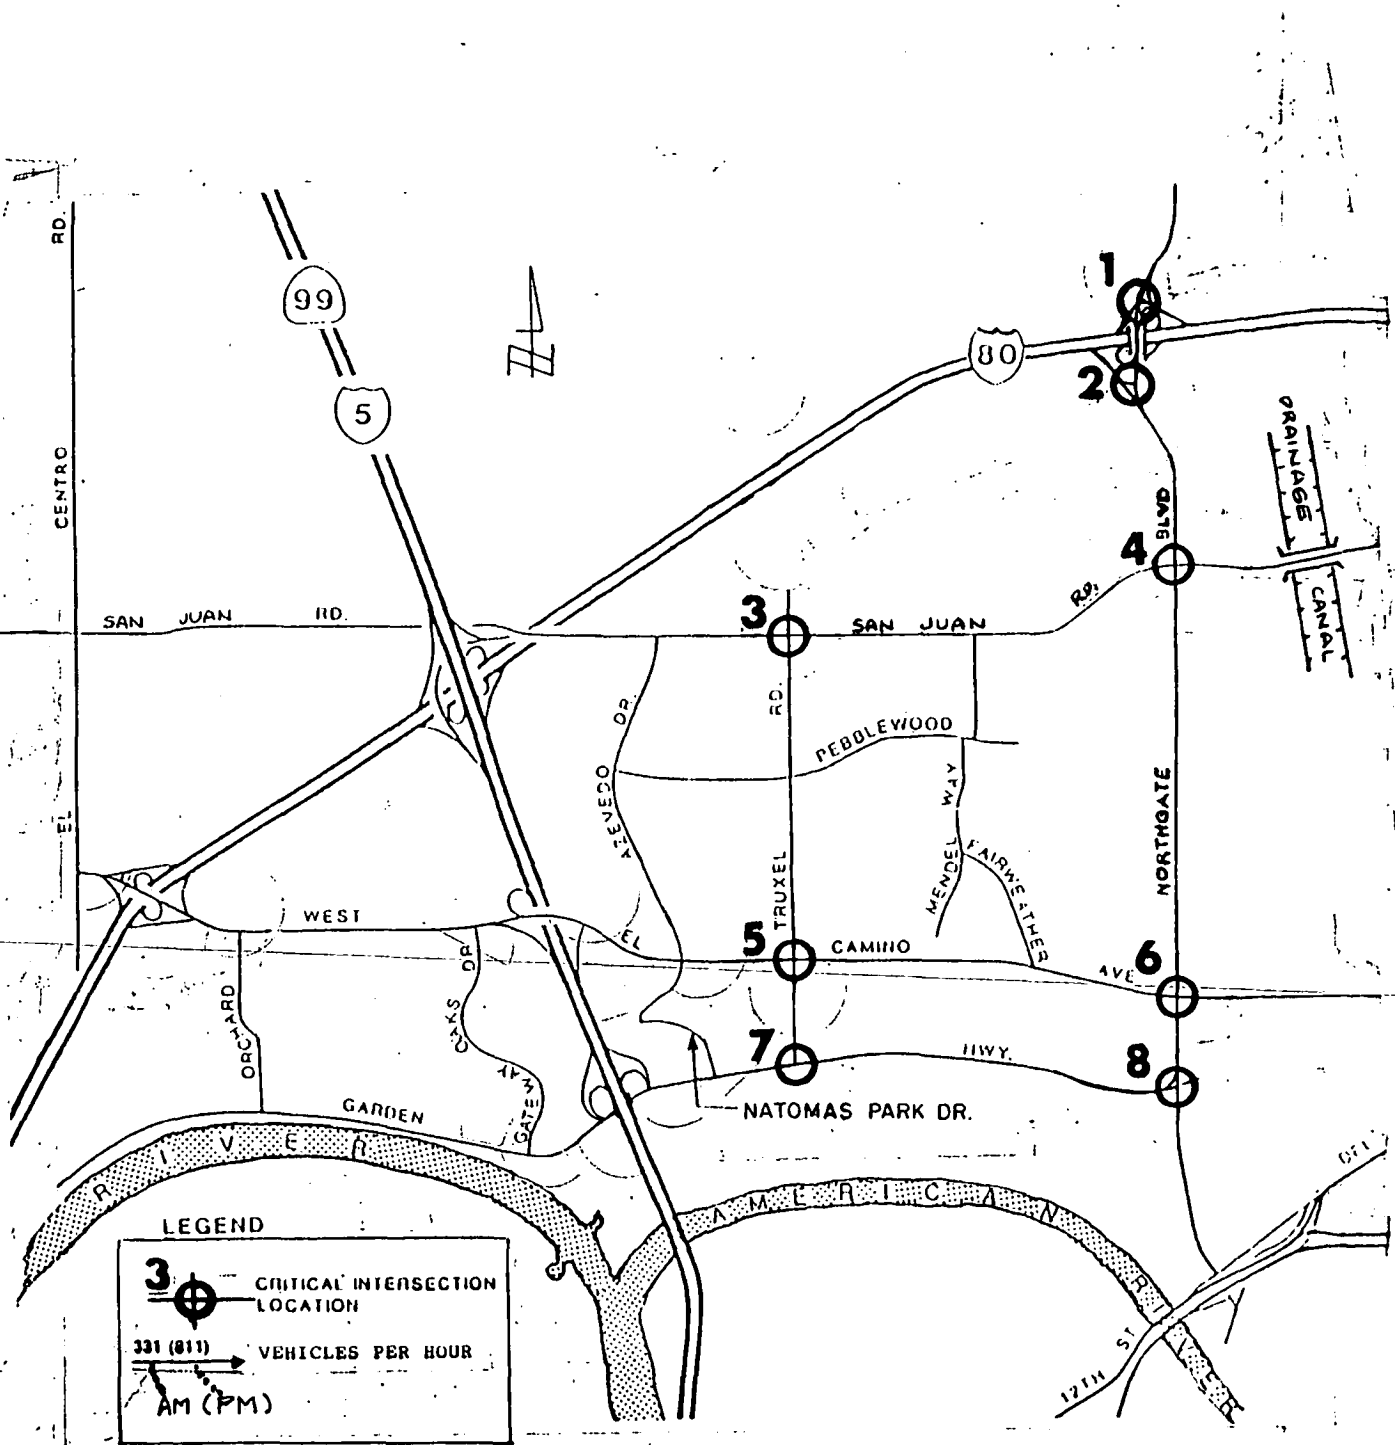 RD.
99
1
80
2
5
DRAINAGE
CENTRO
BLVD
4
SAN JUAN RD.
3
SAN JUAN
RD.
CANAL
DR.
RD.
PEBBLEWOOD
EL
AZEVEDO
MENDEL WAY
NORTHGATE
TRUXEL
FAIRWEATHER
WEST
EL
5
CAMINO
AVE
6
ORCHARD
OAKS DR
7
HWY.
8
GATEWAY
GARDEN
NATOMAS PARK DR.
RIVER
AMERICAN RIVER
12TH ST
LEGEND
3
CRITICAL INTERSECTION
LOCATION
331 (811)
VEHICLES PER HOUR
AM (PM)